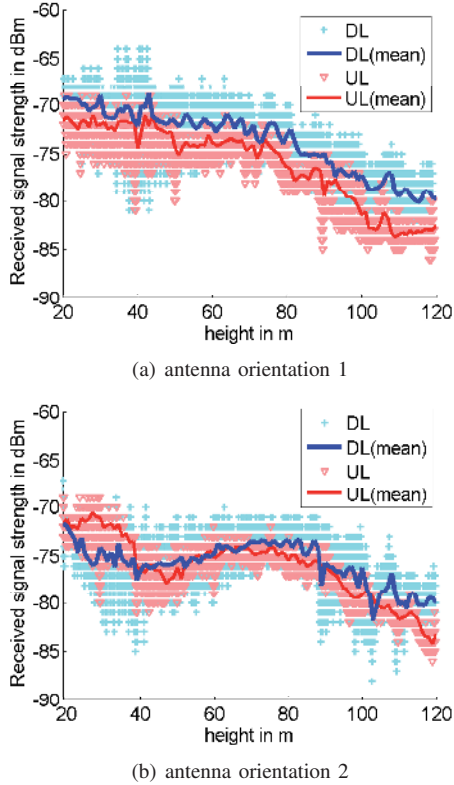 -60
-65
-70
-75
-80
-85
-90
Received signal strength in dBm
DL
DL(mean)
UL
UL(mean)
20 40 60 80 100 120
height in m
(a) antenna orientation 1
-60
-65
-70
-75
-80
-85
-90
Received signal strength in dBm
DL
DL(mean)
UL
UL(mean)
20 40 60 80 100 120
height in m
(b) antenna orientation 2